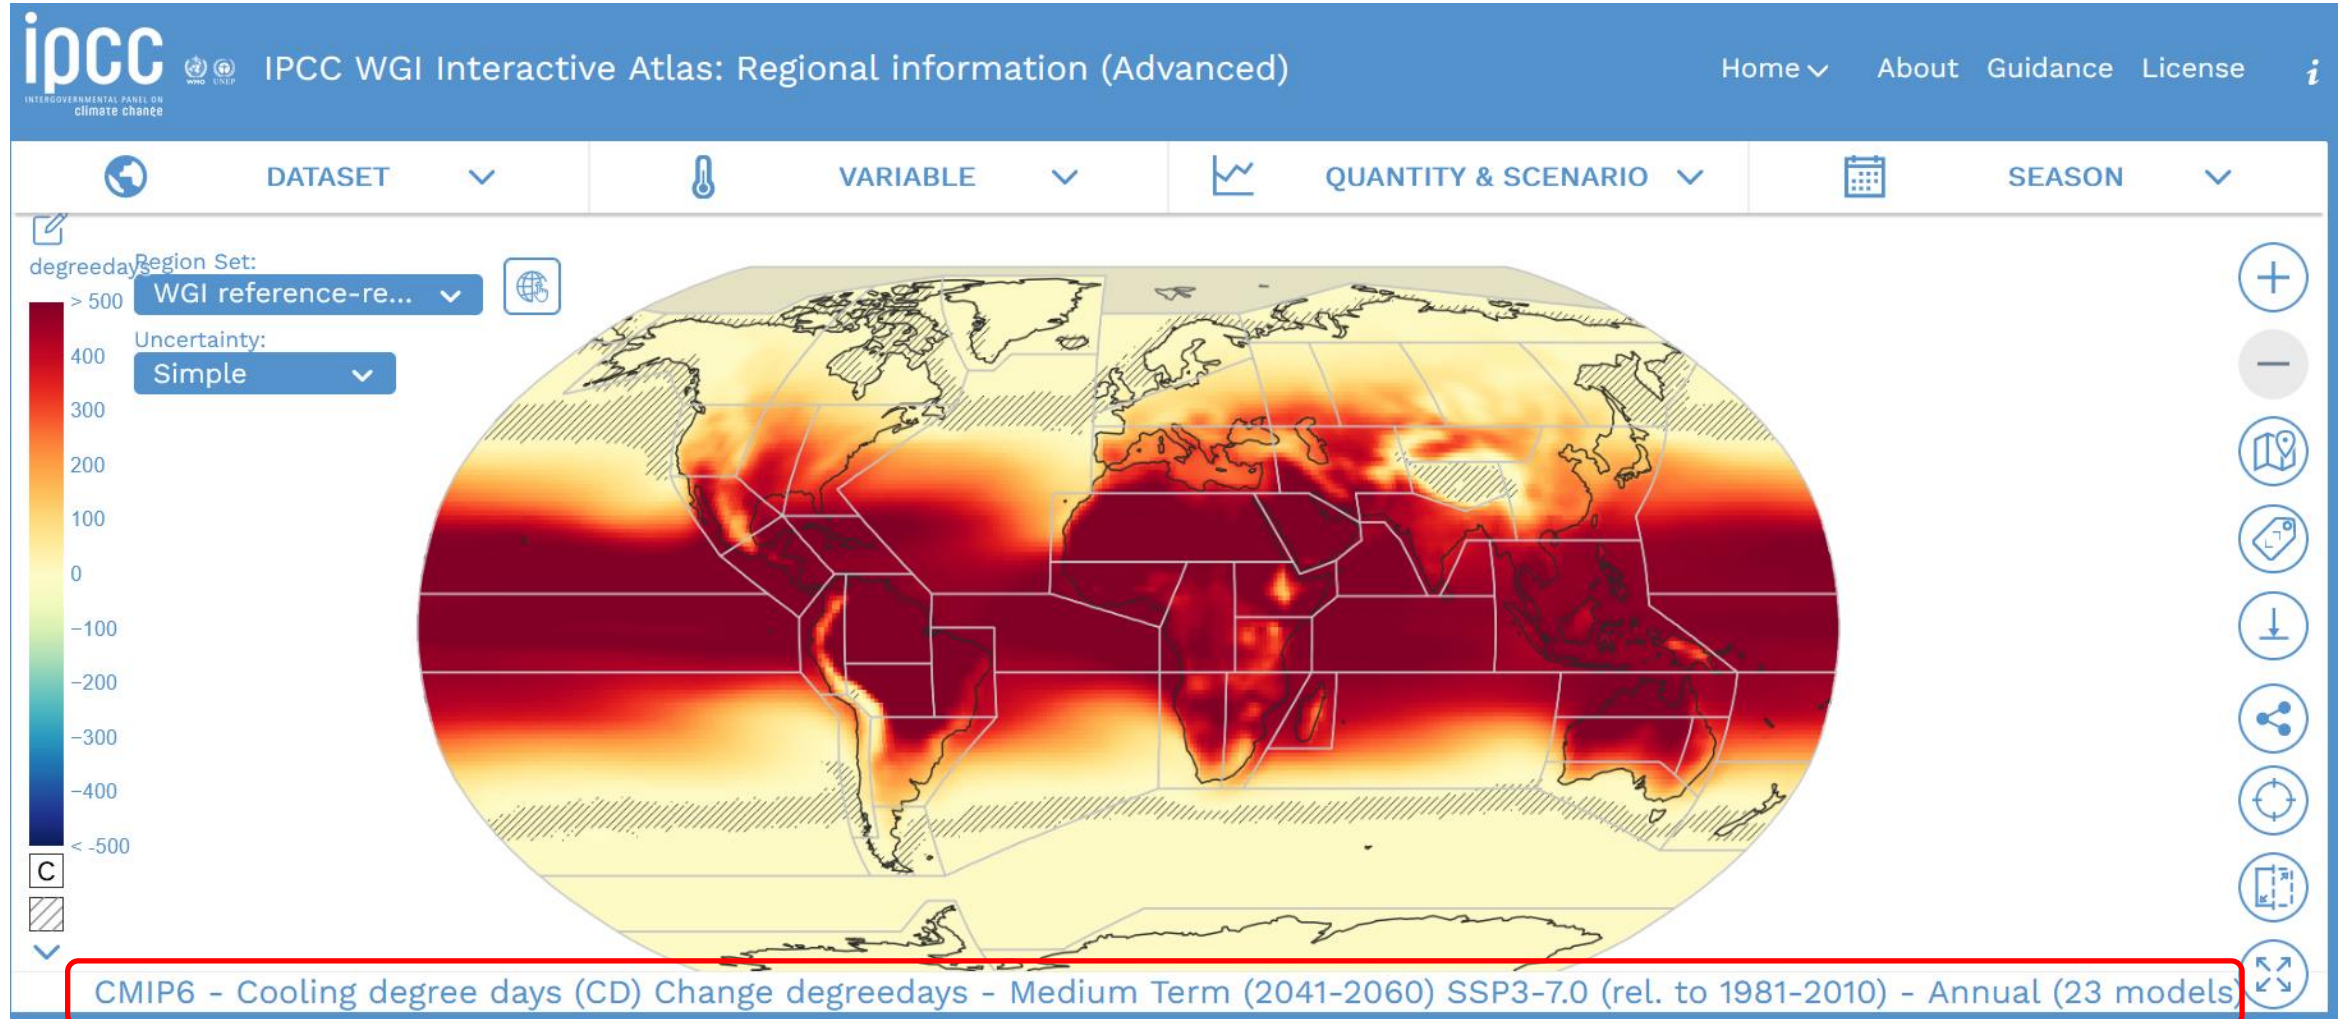 ipcc
INTERGOVERNMENTAL PANEL ON
climate change
WMO UNEP
IPCC WGI Interactive Atlas: Regional information (Advanced)
Home About Guidance License i
DATASET VARIABLE QUANTITY & SCENARIO SEASON
degreedays
Region Set:
WGI reference-re...
Uncertainty:
Simple
> 500
400
300
200
100
0
−100
−200
−300
−400
< -500
C
CMIP6 - Cooling degree days (CD) Change degreedays - Medium Term (2041-2060) SSP3-7.0 (rel. to 1981-2010) - Annual (23 models)